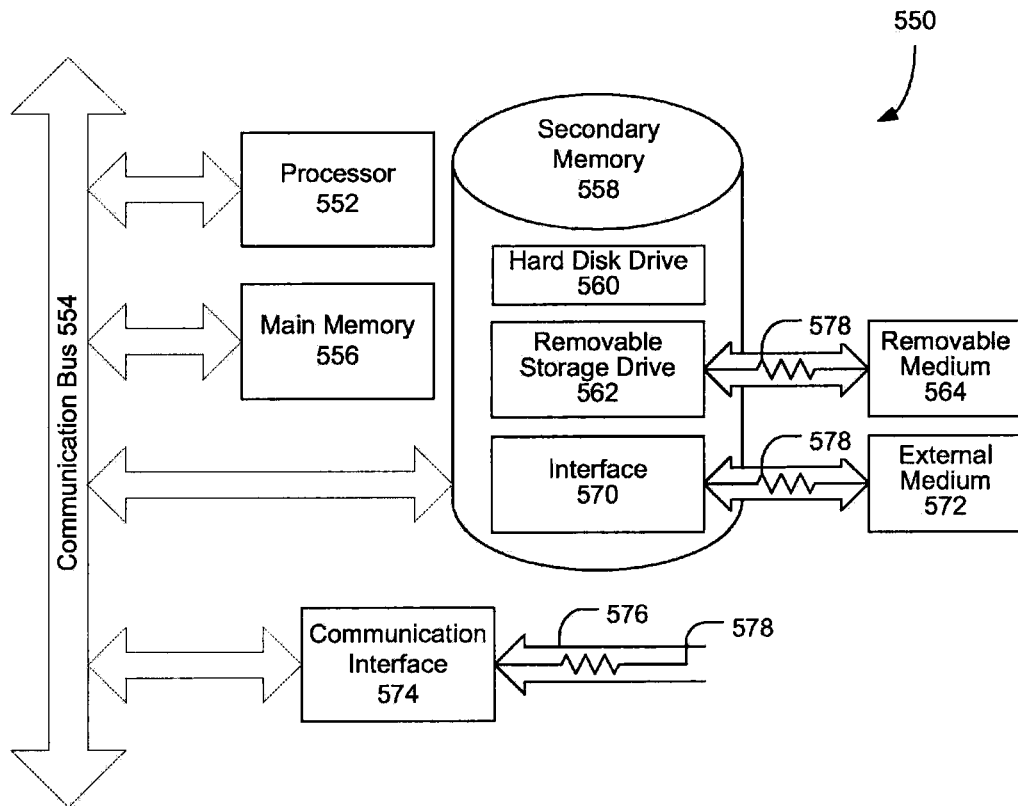 550
Secondary
Memory
558
Processor
552
Hard Disk Drive
560
Main Memory
556
Removable
Storage Drive
562
578
Removable
Medium
564
Interface
570
578
External
Medium
572
Communication Bus 554
Communication
Interface
574
576
578